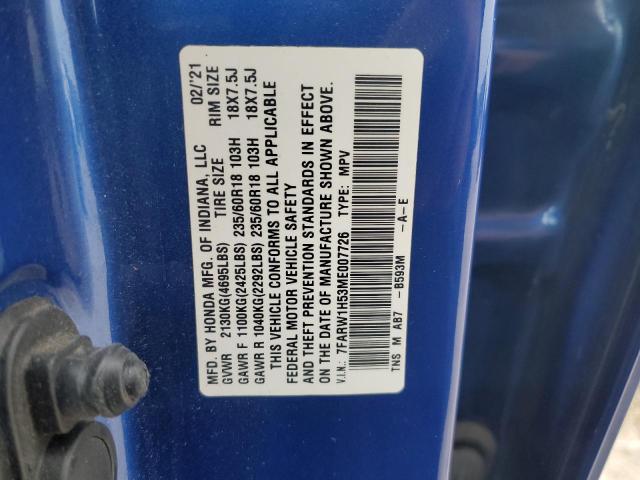 MFD. BY HONDA MFG. OF INDIANA, LLC 02/'21
GVWR 2130KG(4695LBS) TIRE SIZE RIM SIZE
GAWR F 1100KG(2425LBS) 235/60R18 103H 18X7.5J
GAWR R 1040KG(2292LBS) 235/60R18 103H 18X7.5J
THIS VEHICLE CONFORMS TO ALL APPLICABLE
FEDERAL MOTOR VEHICLE SAFETY
AND THEFT PREVENTION STANDARDS IN EFFECT
ON THE DATE OF MANUFACTURE SHOWN ABOVE.
V.I.N.: 7FARW1H53ME007726 TYPE: MPV
TNS M AB7 -B593M -A-E